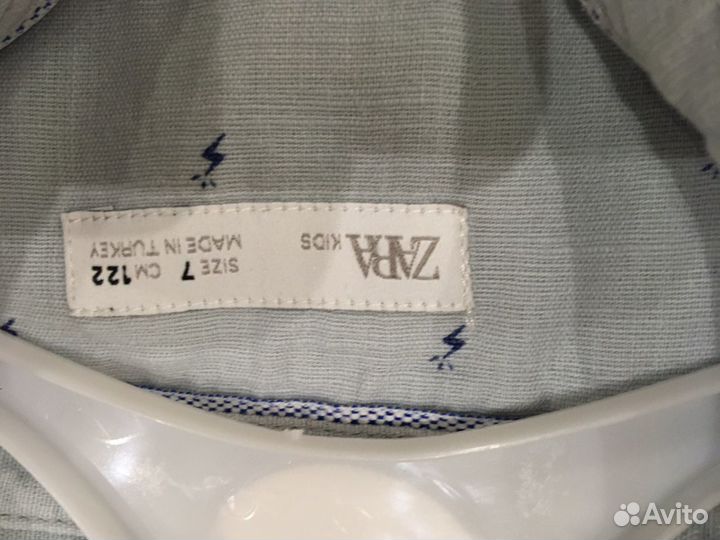 ZARA KIDS
SIZE 7 CM 122
MADE IN TURKEY
Avito